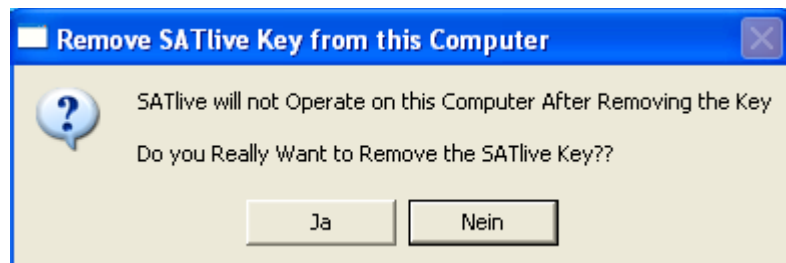 Remove SATlive Key from this Computer
SATlive will not Operate on this Computer After Removing the Key
Do you Really Want to Remove the SATlive Key??
Ja
Nein